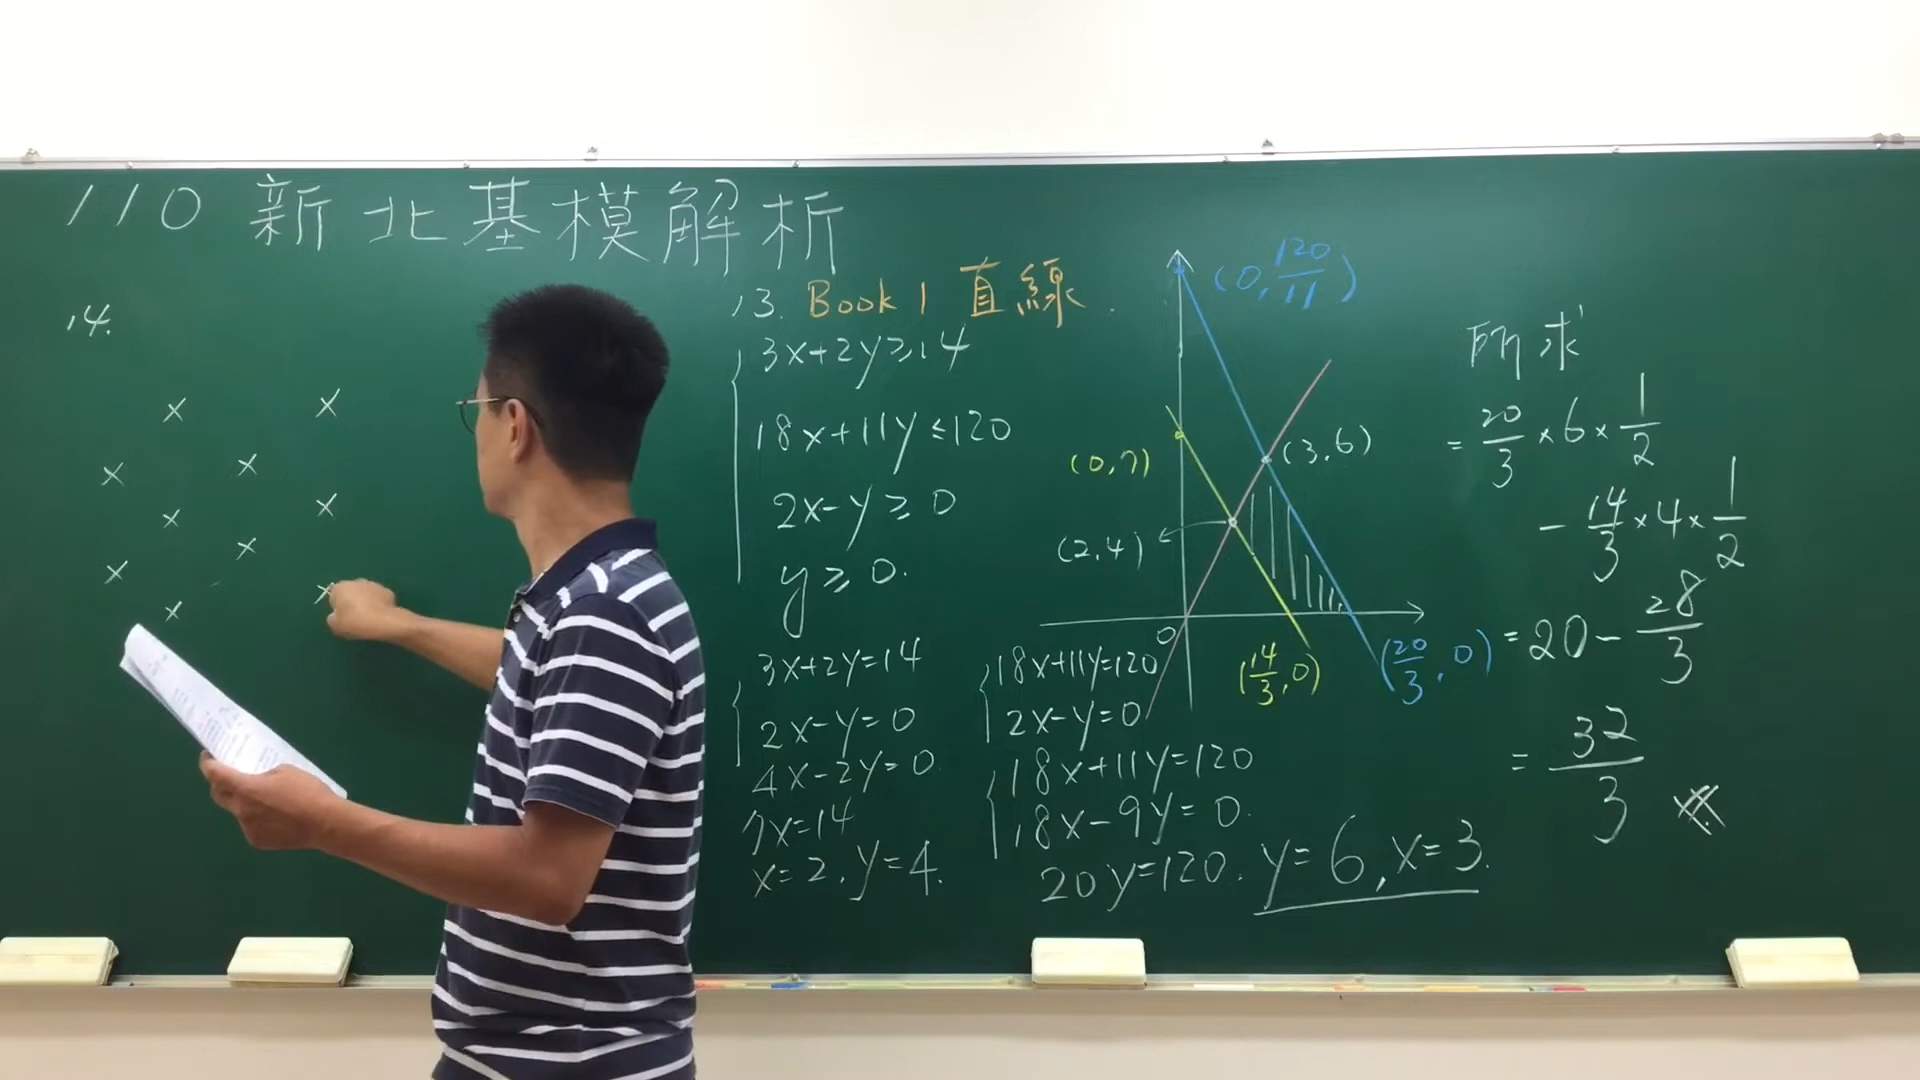 110 新北基模解析
14.
× ×
× ×
× ×
× ×
× ×
13. Book 1 直線.
3x+2y≥14
18x+11y≤120
2x-y≥0
y≥0.
3x+2y=14
2x-y=0
4x-2y=0
7x=14
x=2, y=4.
18x+11y=120
2x-y=0
18x+11y=120
18x-9y=0.
20y=120. y=6, x=3.
(0, 120/11)
(0,7)
(3,6)
(2,4)
0
(14/3, 0)
(20/3, 0)
所求
= 20/3 × 6 × 1/2
- 14/3 × 4 × 1/2
= 20 - 28/3
= 32/3